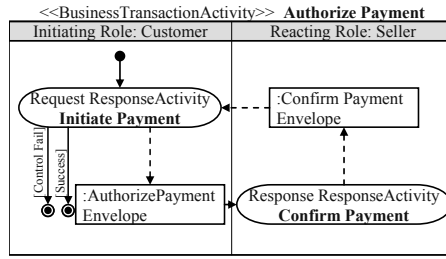 <<BusinessTransactionActivity>> Authorize Payment
Initiating Role: Customer
Reacting Role: Seller
Request ResponseActivity
Initiate Payment
:Confirm Payment
Envelope
[Control Fail]
[Success]
:AuthorizePayment
Envelope
Response ResponseActivity
Confirm Payment